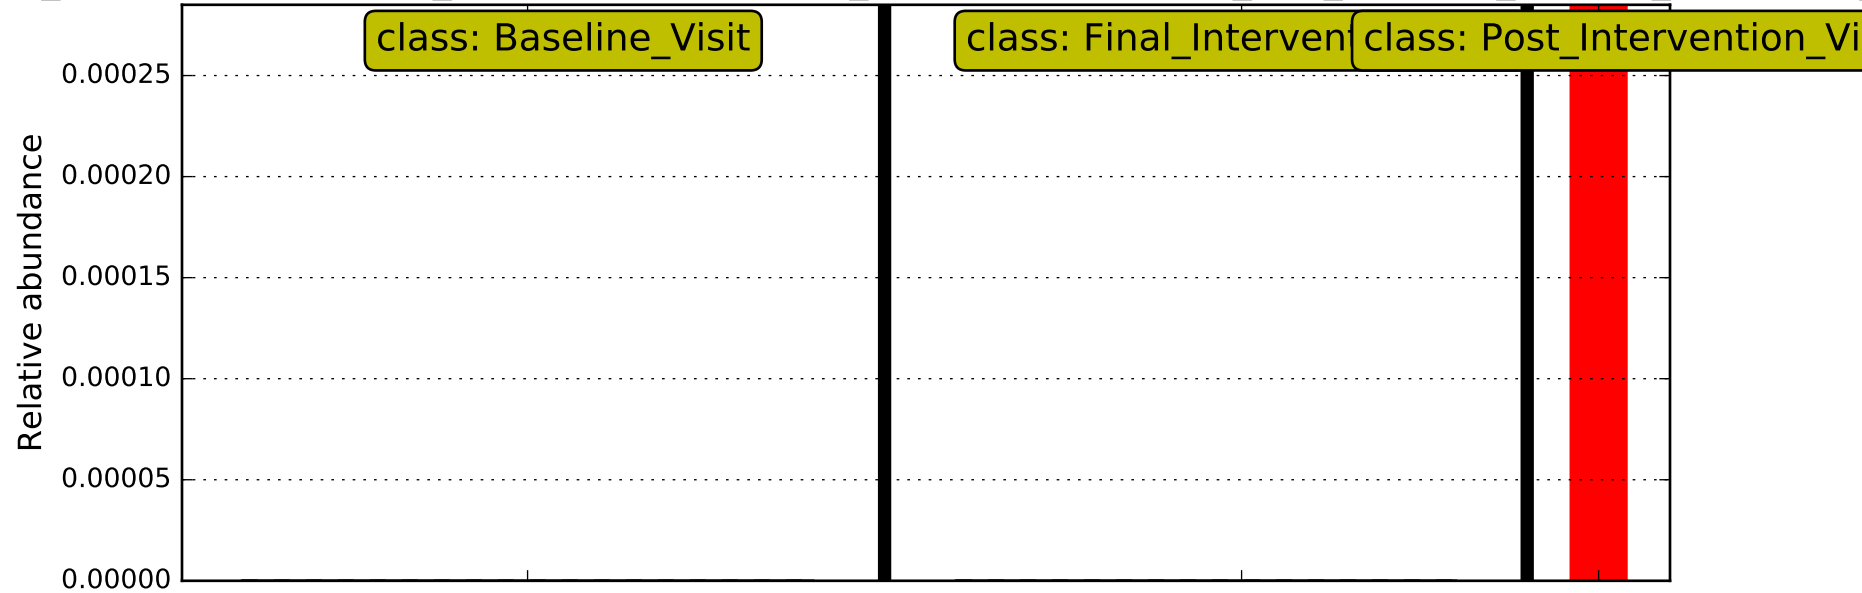 class: Baseline_Visit
class: Final_Intervent
class: Post_Intervention_Vi
0.00025
0.00020
0.00015
0.00010
0.00005
0.00000
Relative abundance